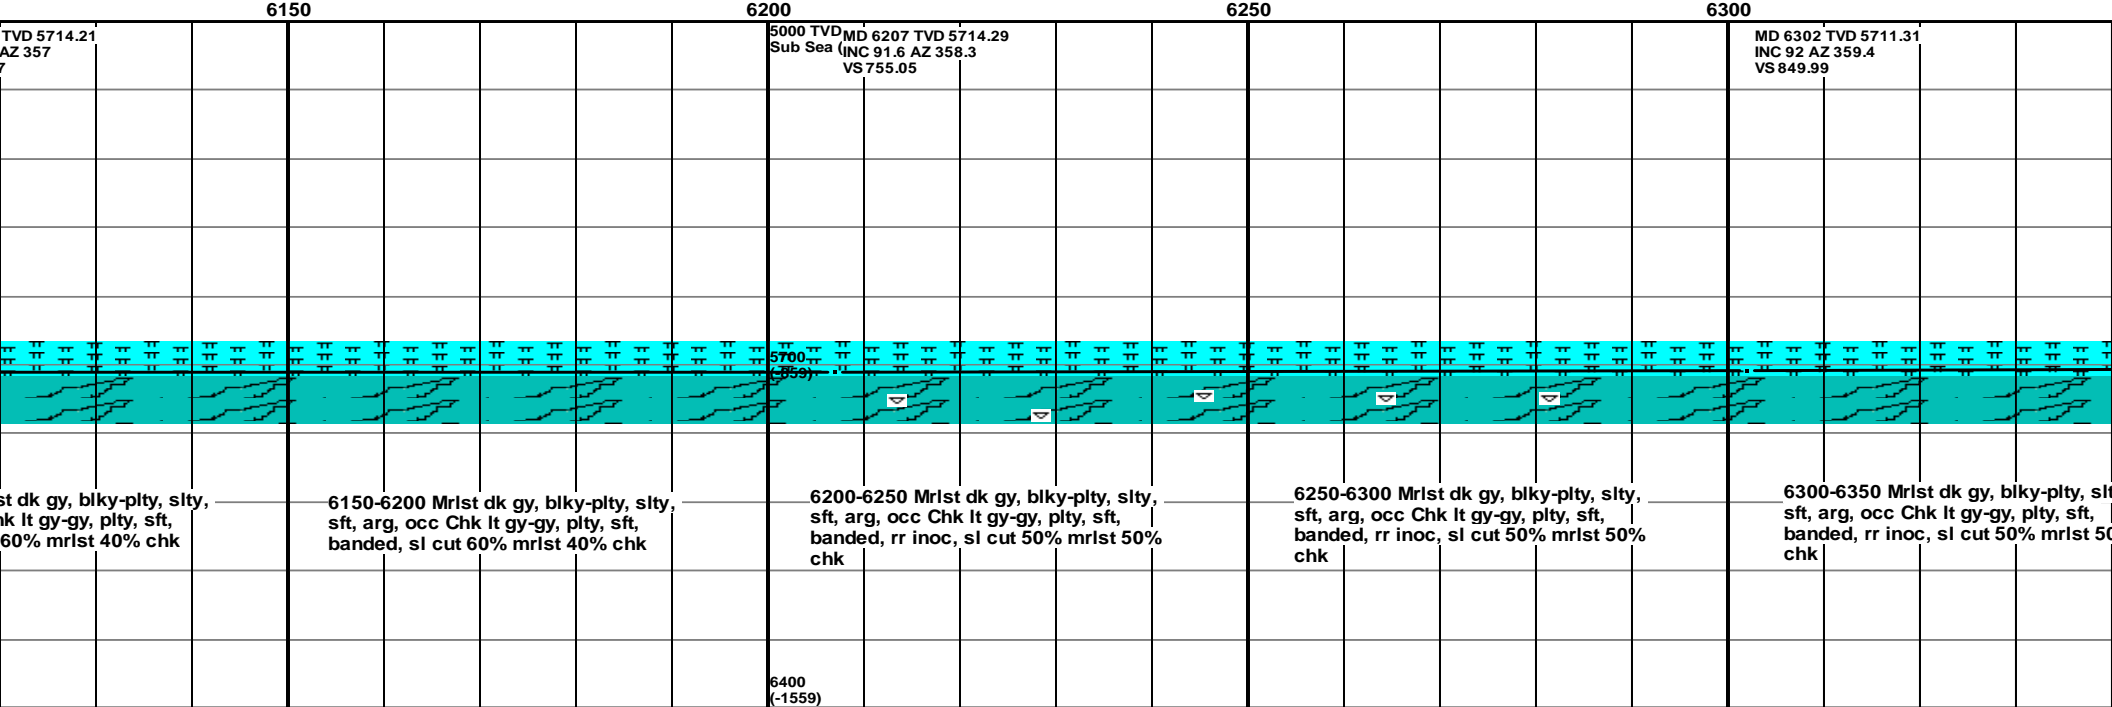 6150 6200 6250 6300
TVD 5714.21
AZ 357
7
5000 TVD
Sub Sea (
MD 6207 TVD 5714.29
INC 91.6 AZ 358.3
VS 755.05
MD 6302 TVD 5711.31
INC 92 AZ 359.4
VS 849.99
5700
(-659)
st dk gy, blky-plty, slty,
hk lt gy-gy, plty, sft,
60% mrlst 40% chk
6150-6200 Mrlst dk gy, blky-plty, slty,
sft, arg, occ Chk lt gy-gy, plty, sft,
banded, sl cut 60% mrlst 40% chk
6200-6250 Mrlst dk gy, blky-plty, slty,
sft, arg, occ Chk lt gy-gy, plty, sft,
banded, rr inoc, sl cut 50% mrlst 50%
chk
6250-6300 Mrlst dk gy, blky-plty, slty,
sft, arg, occ Chk lt gy-gy, plty, sft,
banded, rr inoc, sl cut 50% mrlst 50%
chk
6300-6350 Mrlst dk gy, blky-plty, slt
sft, arg, occ Chk lt gy-gy, plty, sft,
banded, rr inoc, sl cut 50% mrlst 50
chk
6400
(-1559)